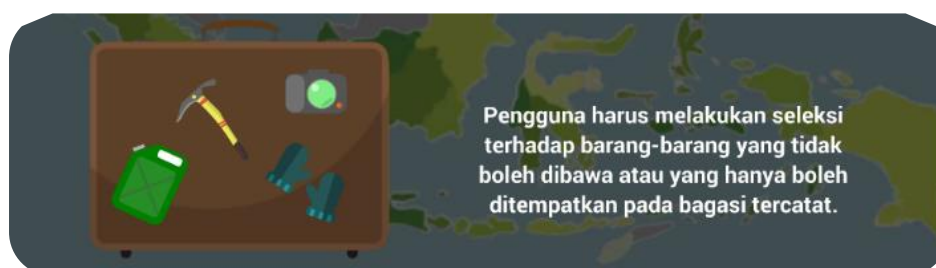 Pengguna harus melakukan seleksi
terhadap barang-barang yang tidak
boleh dibawa atau yang hanya boleh
ditempatkan pada bagasi tercatat.